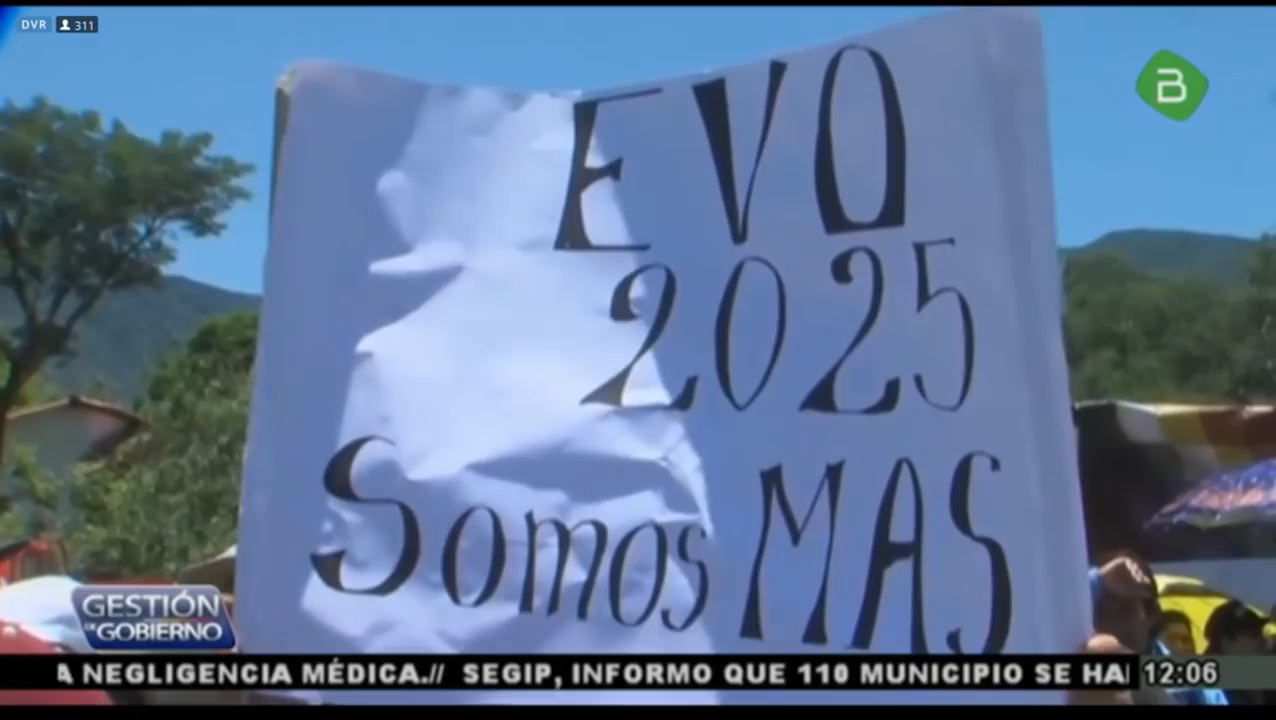 DVR 311
B
EVO
2025
Somos MAS
GESTIÓN
DE GOBIERNO
A NEGLIGENCIA MÉDICA.// SEGIP, INFORMO QUE 110 MUNICIPIO SE HA 12:06